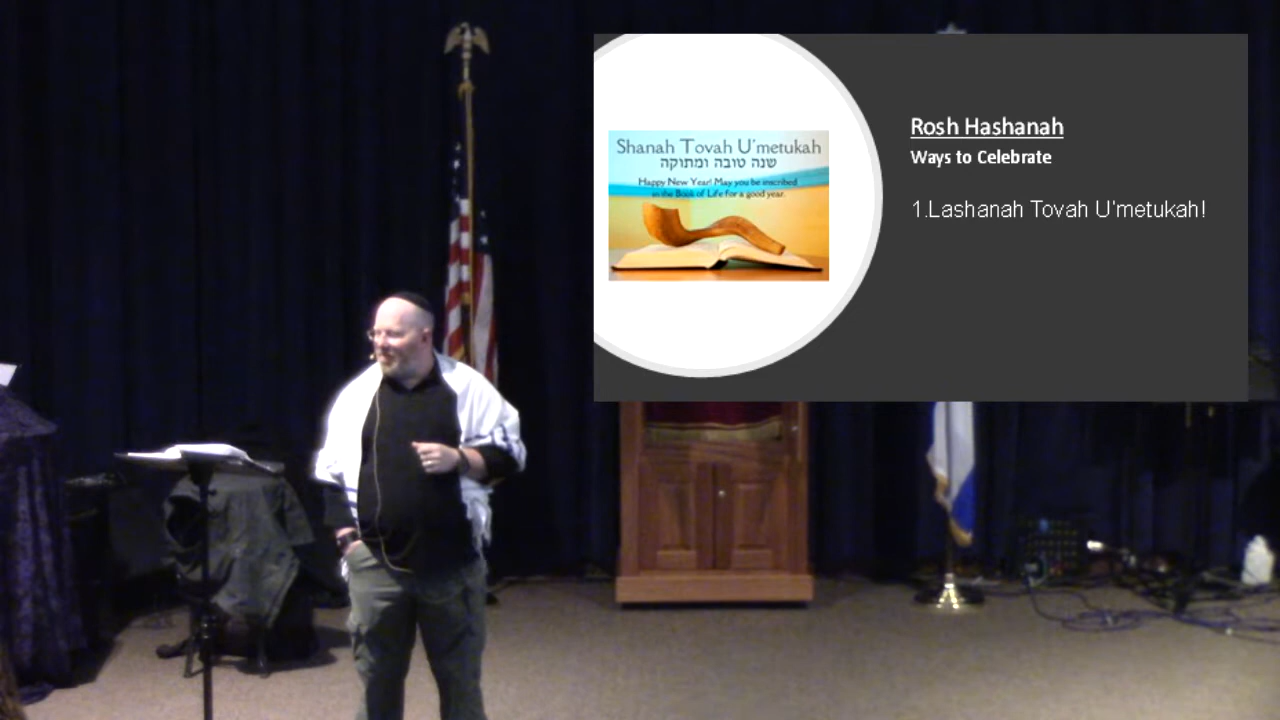 Shanah Tovah U'metukah
שנה טובה ומתוקה
Happy New Year! May you be inscribed
in the Book of Life for a good year.
Rosh Hashanah
Ways to Celebrate
1.Lashanah Tovah U'metukah!